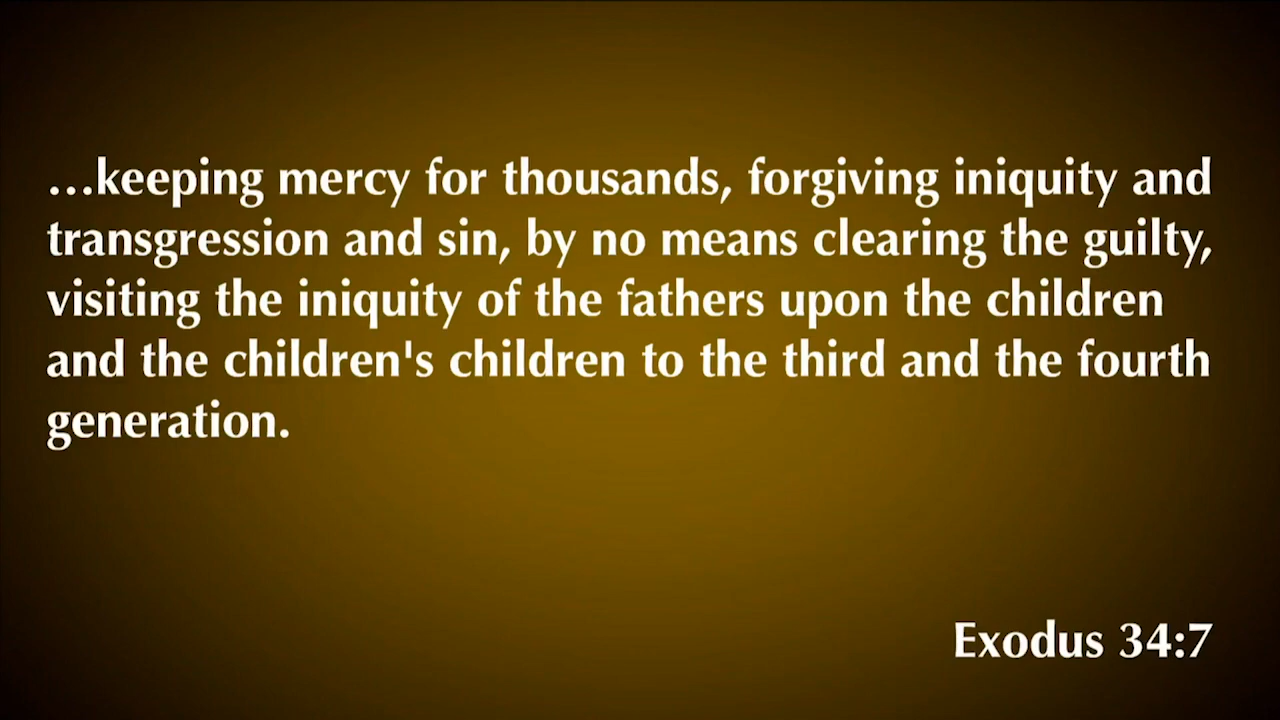 …keeping mercy for thousands, forgiving iniquity and
transgression and sin, by no means clearing the guilty,
visiting the iniquity of the fathers upon the children
and the children's children to the third and the fourth
generation.
Exodus 34:7